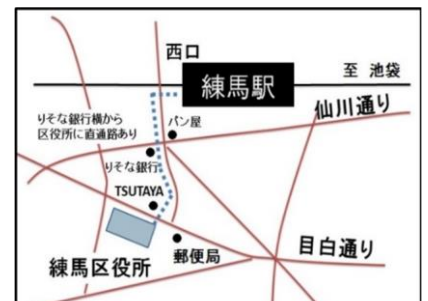 西口
練馬駅
至 池袋
仙川通り
りそな銀行横から
区役所に直通路あり
パン屋
りそな銀行
TSUTAYA
郵便局
目白通り
練馬区役所